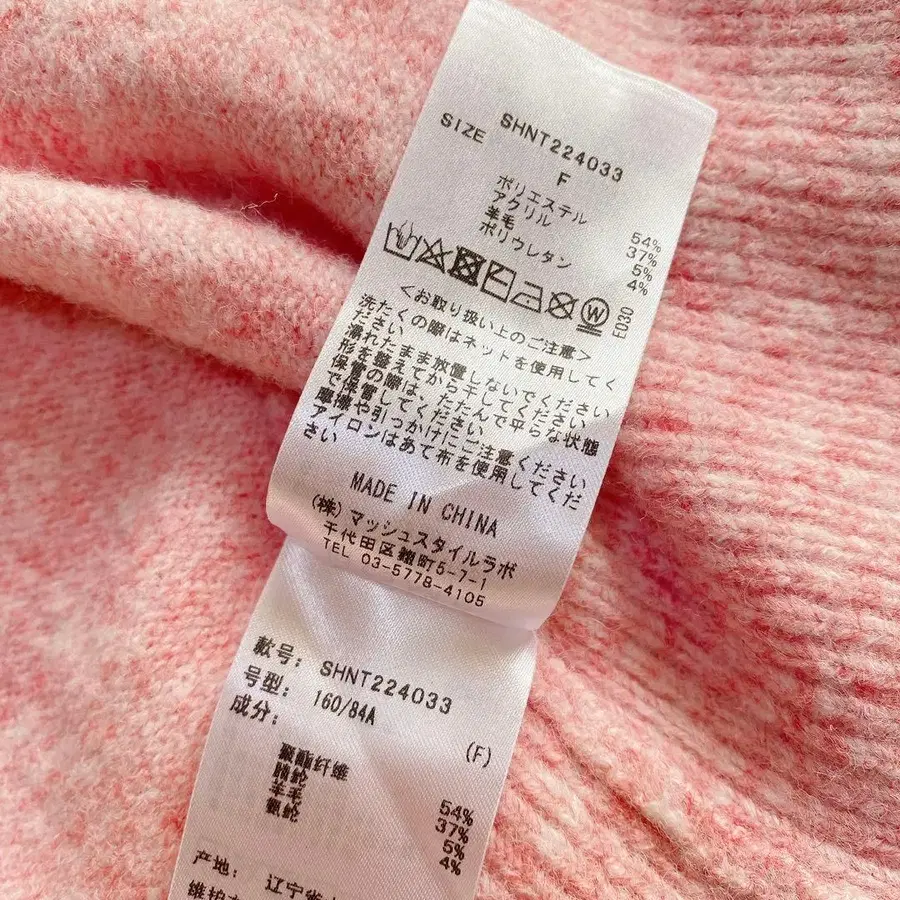 SHNT224033
SIZE F
ポリエステル 54%
アクリル 37%
羊毛 5%
ポリウレタン 4%
W
E030
<お取り扱い上のご注意>
洗たくの際はネットを使用してく
ださい
濡れたまま放置しないでください
形を整えてから干してください
保管の際は、たたんで平らな状態
で保管してください
摩擦や引っかけにご注意ください
アイロンはあて布を使用してくだ
さい
MADE IN CHINA
(株)マッシュスタイルラボ
千代田区麹町5-7-1
TEL 03-5778-4105
款号: SHNT224033
号型: 160/84A (F)
成分:
聚酯纤维 54%
腈纶 37%
羊毛 5%
氨纶 4%
产地: 辽宁省
维护